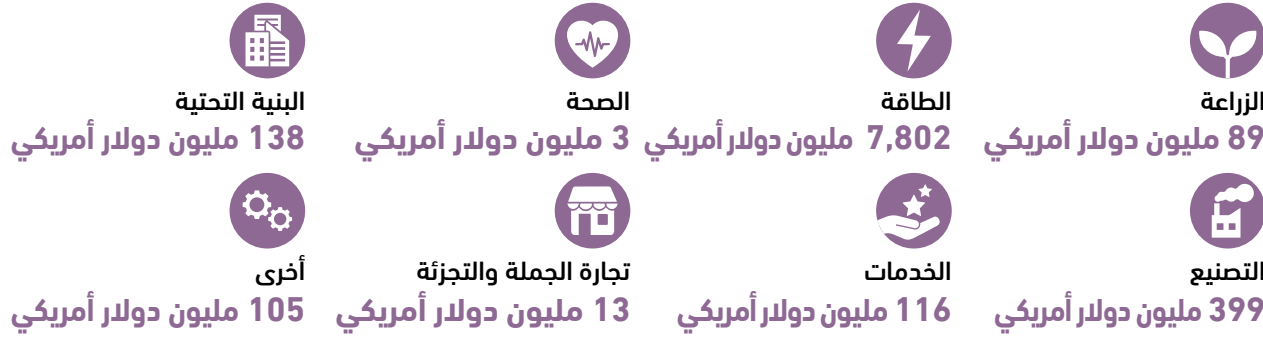 الزراعة
89 مليون دولار أمريكي
الطاقة
7,802 مليون دولار أمريكي
الصحة
3 مليون دولار أمريكي
البنية التحتية
138 مليون دولار أمريكي
التصنيع
399 مليون دولار أمريكي
الخدمات
116 مليون دولار أمريكي
تجارة الجملة والتجزئة
13 مليون دولار أمريكي
أخرى
105 مليون دولار أمريكي